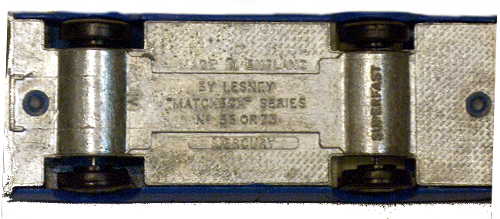 MADE IN ENGLAND
BY LESNEY
"MATCHBOX" SERIES
No 55 OR 73
MERCURY
SUPERFAST